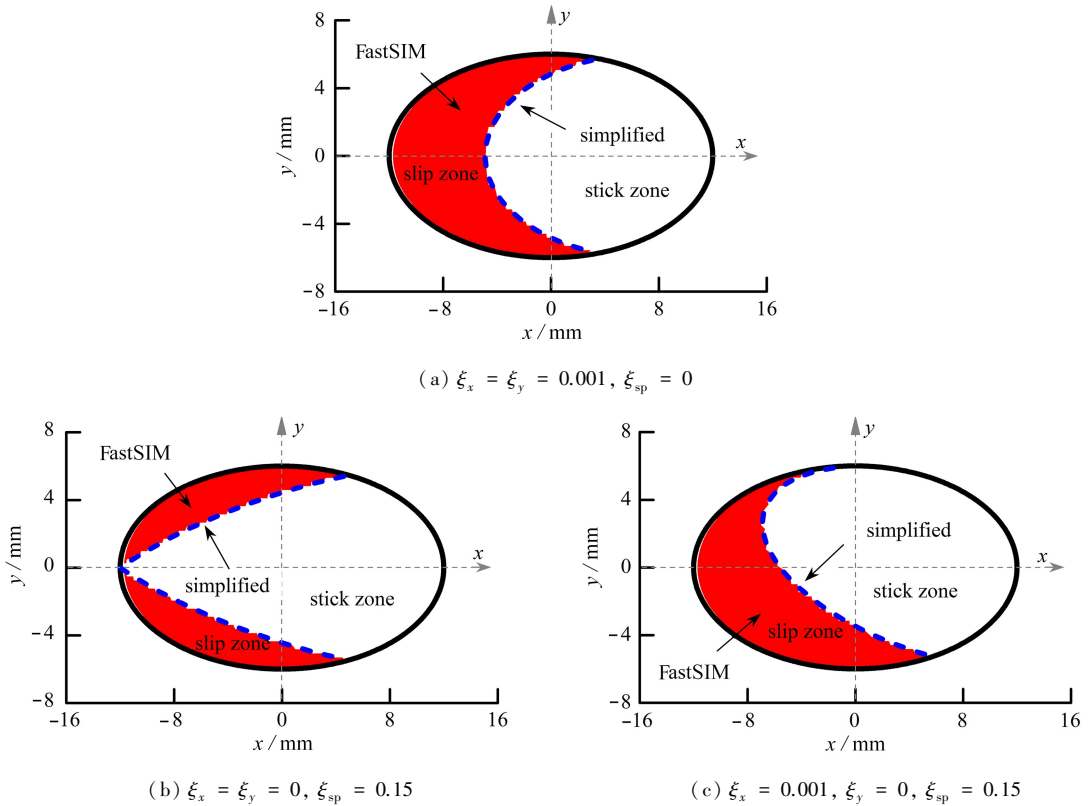 8
4
0
−4
−8
y / mm
−16
−8
0
8
16
x / mm
y
x
FastSIM
simplified
slip zone
stick zone
(a) ξx = ξy = 0.001, ξsp = 0
8
4
0
−4
−8
y / mm
−16
−8
0
8
16
x / mm
y
x
FastSIM
simplified
stick zone
slip zone
(b) ξx = ξy = 0, ξsp = 0.15
8
4
0
−4
−8
y / mm
−16
−8
0
8
16
x / mm
y
x
simplified
stick zone
slip zone
FastSIM
(c) ξx = 0.001, ξy = 0, ξsp = 0.15